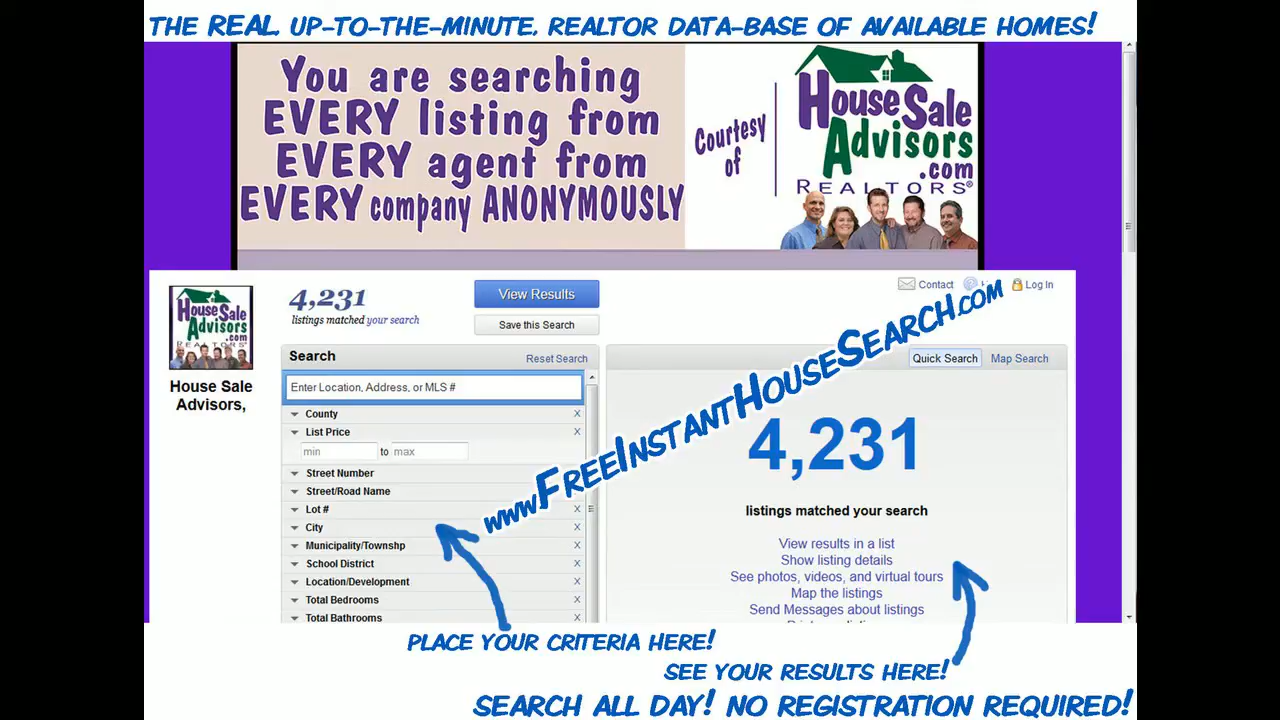 THE REAL, UP-TO-THE-MINUTE, REALTOR DATA-BASE OF AVAILABLE HOMES!
You are searching
EVERY listing from
EVERY agent from
EVERY company ANONYMOUSLY
Courtesy
of
HouseSale
Advisors
.com
REALTORS®
HouseSale
Advisors
.com
REALTORS
House Sale
Advisors,
4,231
listings matched your search
View Results
Save this Search
Contact
Log In
Search
Reset Search
Quick Search
Map Search
Enter Location, Address, or MLS #
County X
List Price X
min to max
Street Number
Street/Road Name
Lot # X
City X
Municipality/Townshp X
School District X
Location/Development X
Total Bedrooms X
Total Bathrooms X
www.FreeInstantHouseSearch.com
4,231
listings matched your search
View results in a list
Show listing details
See photos, videos, and virtual tours
Map the listings
Send Messages about listings
PLACE YOUR CRITERIA HERE!
SEE YOUR RESULTS HERE!
SEARCH ALL DAY! NO REGISTRATION REQUIRED!